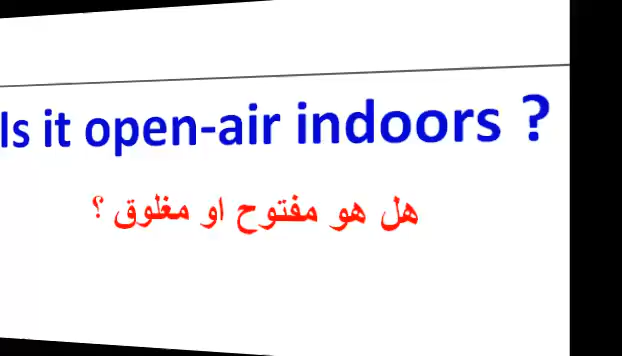 Is it open-air indoors ?
هل هو مفتوح او مغلوق ؟